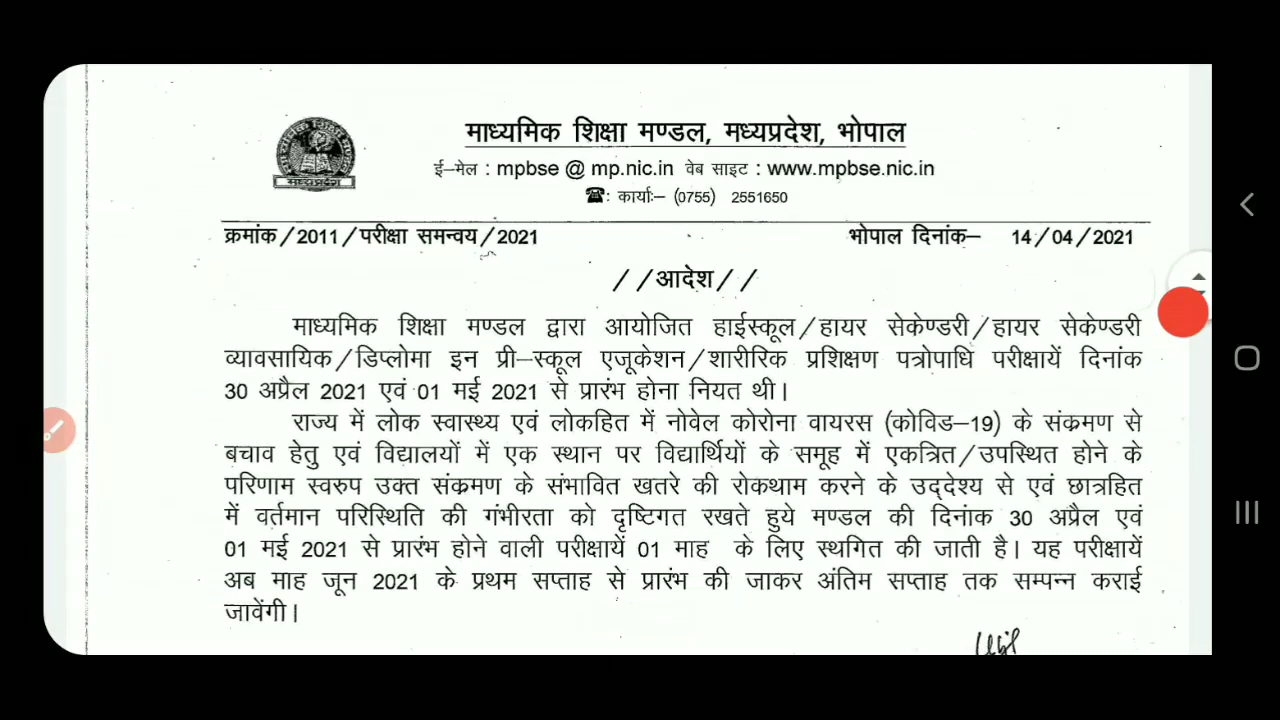 माध्यमिक शिक्षा मण्डल, मध्यप्रदेश, भोपाल
ई–मेल : mpbse @ mp.nic.in वेब साइट : www.mpbse.nic.in
☎: कार्याः– (0755) 2551650
क्रमांक/2011/परीक्षा समन्वय/2021 भोपाल दिनांक– 14/04/2021
//आदेश//
माध्यमिक शिक्षा मण्डल द्वारा आयोजित हाईस्कूल/हायर सेकेण्डरी/हायर सेकेण्डरी
व्यावसायिक/डिप्लोमा इन प्री–स्कूल एजूकेशन/शारीरिक प्रशिक्षण पत्रोपाधि परीक्षायें दिनांक
30 अप्रैल 2021 एवं 01 मई 2021 से प्रारंभ होना नियत थी।
राज्य में लोक स्वास्थ्य एवं लोकहित में नोवेल कोरोना वायरस (कोविड–19) के संक्रमण से
बचाव हेतु एवं विद्यालयों में एक स्थान पर विद्यार्थियों के समूह में एकत्रित/उपस्थित होने के
परिणाम स्वरुप उक्त संक्रमण के संभावित खतरे की रोकथाम करने के उद्देश्य से एवं छात्रहित
में वर्तमान परिस्थिति की गंभीरता को दृष्टिगत रखते हुये मण्डल की दिनांक 30 अप्रैल एवं
01 मई 2021 से प्रारंभ होने वाली परीक्षायें 01 माह के लिए स्थगित की जाती है। यह परीक्षायें
अब माह जून 2021 के प्रथम सप्ताह से प्रारंभ की जाकर अंतिम सप्ताह तक सम्पन्न कराई
जावेंगी।